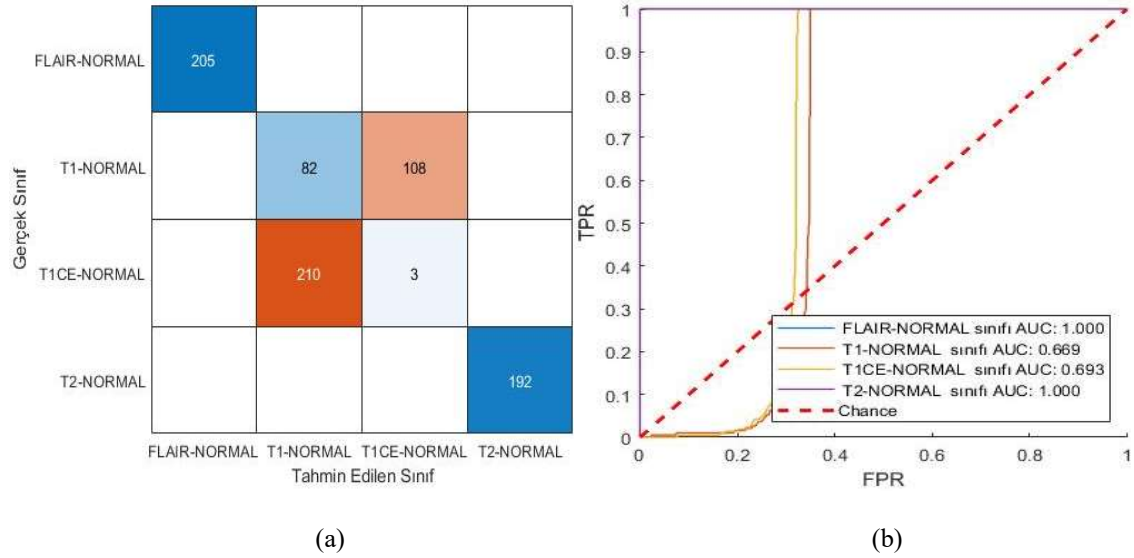 FLAIR-NORMAL
T1-NORMAL
T1CE-NORMAL
T2-NORMAL
Gerçek Sınıf
205
82 108
210 3
192
FLAIR-NORMAL T1-NORMAL T1CE-NORMAL T2-NORMAL
Tahmin Edilen Sınıf
(a)
1
0.9
0.8
0.7
0.6
0.5
0.4
0.3
0.2
0.1
0
TPR
FLAIR-NORMAL sınıfı AUC: 1.000
T1-NORMAL sınıfı AUC: 0.669
T1CE-NORMAL sınıfı AUC: 0.693
T2-NORMAL sınıfı AUC: 1.000
Chance
0 0.2 0.4 0.6 0.8 1
FPR
(b)